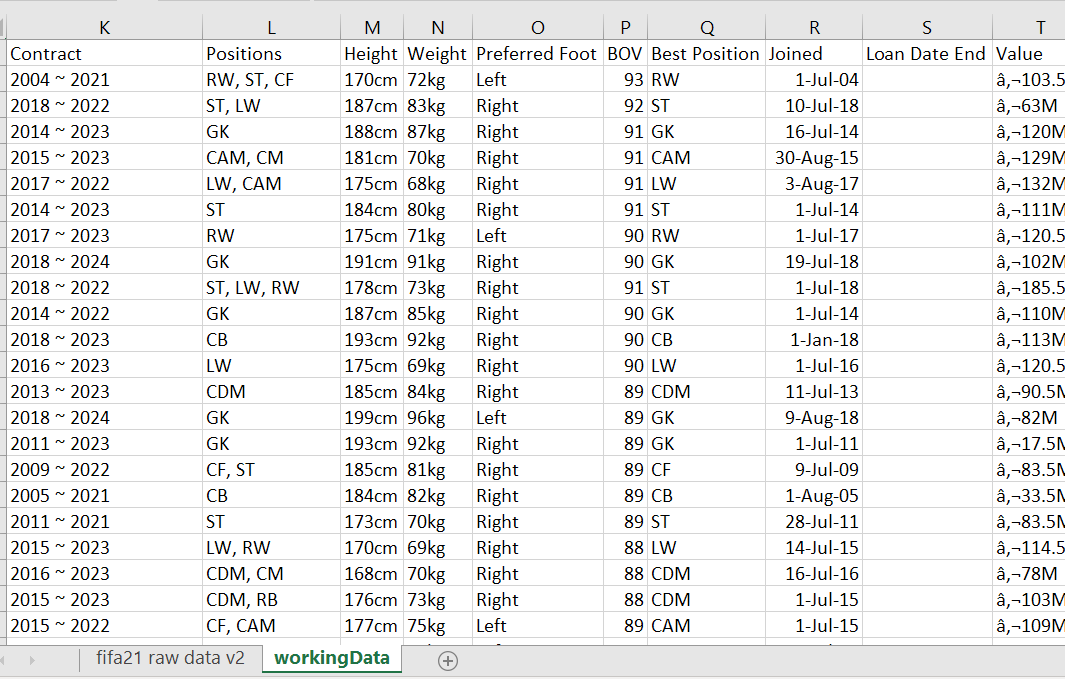 K L M N O P Q R S T
Contract Positions Height Weight Preferred Foot BOV Best Position Joined Loan Date End Value
2004 ~ 2021 RW, ST, CF 170cm 72kg Left 93 RW 1-Jul-04 â‚¬103.5
2018 ~ 2022 ST, LW 187cm 83kg Right 92 ST 10-Jul-18 â‚¬63M
2014 ~ 2023 GK 188cm 87kg Right 91 GK 16-Jul-14 â‚¬120M
2015 ~ 2023 CAM, CM 181cm 70kg Right 91 CAM 30-Aug-15 â‚¬129M
2017 ~ 2022 LW, CAM 175cm 68kg Right 91 LW 3-Aug-17 â‚¬132M
2014 ~ 2023 ST 184cm 80kg Right 91 ST 1-Jul-14 â‚¬111M
2017 ~ 2023 RW 175cm 71kg Left 90 RW 1-Jul-17 â‚¬120.5
2018 ~ 2024 GK 191cm 91kg Right 90 GK 19-Jul-18 â‚¬102M
2018 ~ 2022 ST, LW, RW 178cm 73kg Right 91 ST 1-Jul-18 â‚¬185.5
2014 ~ 2022 GK 187cm 85kg Right 90 GK 1-Jul-14 â‚¬110M
2018 ~ 2023 CB 193cm 92kg Right 90 CB 1-Jan-18 â‚¬113M
2016 ~ 2023 LW 175cm 69kg Right 90 LW 1-Jul-16 â‚¬120.5
2013 ~ 2023 CDM 185cm 84kg Right 89 CDM 11-Jul-13 â‚¬90.5M
2018 ~ 2024 GK 199cm 96kg Left 89 GK 9-Aug-18 â‚¬82M
2011 ~ 2023 GK 193cm 92kg Right 89 GK 1-Jul-11 â‚¬17.5M
2009 ~ 2022 CF, ST 185cm 81kg Right 89 CF 9-Jul-09 â‚¬83.5M
2005 ~ 2021 CB 184cm 82kg Right 89 CB 1-Aug-05 â‚¬33.5M
2011 ~ 2021 ST 173cm 70kg Right 89 ST 28-Jul-11 â‚¬83.5M
2015 ~ 2023 LW, RW 170cm 69kg Right 88 LW 14-Jul-15 â‚¬114.5
2016 ~ 2023 CDM, CM 168cm 70kg Right 88 CDM 16-Jul-16 â‚¬78M
2015 ~ 2023 CDM, RB 176cm 73kg Right 88 CDM 1-Jul-15 â‚¬103M
2015 ~ 2022 CF, CAM 177cm 75kg Left 89 CAM 1-Jul-15 â‚¬109M
fifa21 raw data v2 workingData